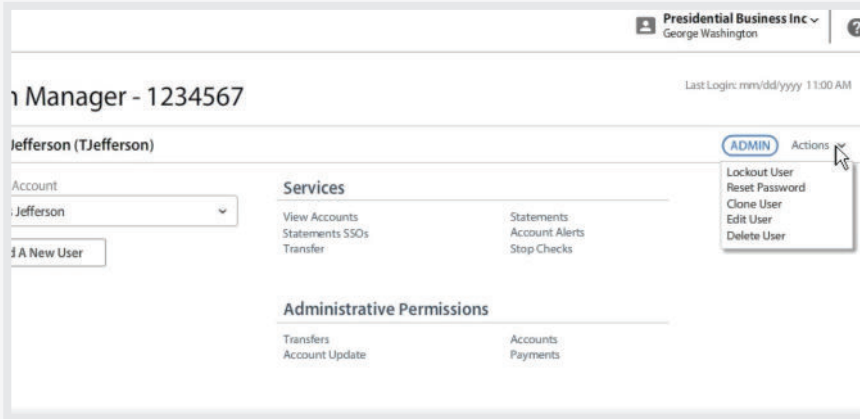 Presidential Business Inc
George Washington
Last Login: mm/dd/yyyy 11:00 AM
Manager - 1234567
Jefferson (TJefferson)
ADMIN
Actions
Lockout User
Reset Password
Clone User
Edit User
Delete User
Account
Jefferson
A New User
Services
View Accounts
Statements SSOs
Transfer
Statements
Account Alerts
Stop Checks
Administrative Permissions
Transfers
Account Update
Accounts
Payments